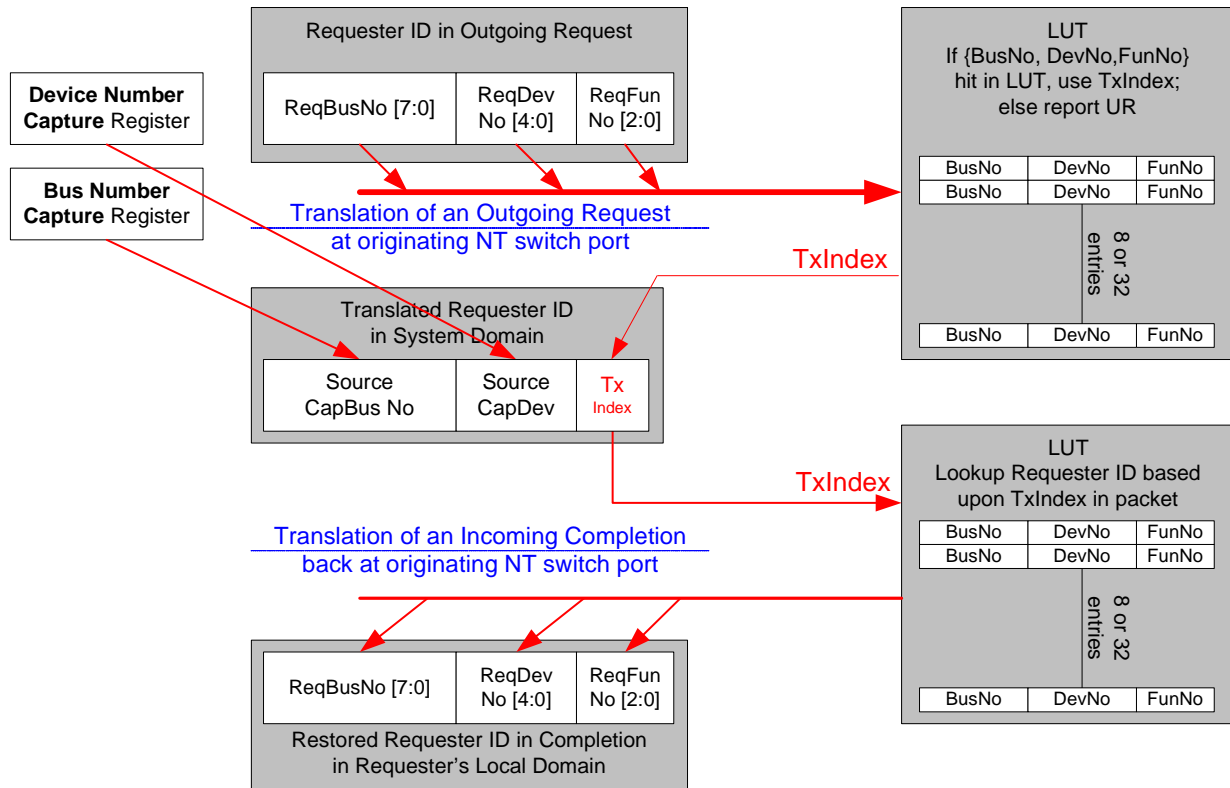 Requester ID in Outgoing Request
ReqBusNo [7:0]
ReqDev
No [4:0]
ReqFun
No [2:0]
Device Number
Capture Register
Bus Number
Capture Register
LUT
If {BusNo, DevNo,FunNo}
hit in LUT, use TxIndex;
else report UR
BusNo DevNo FunNo
BusNo DevNo FunNo
8 or 32
entries
BusNo DevNo FunNo
Translation of an Outgoing Request
at originating NT switch port
TxIndex
Translated Requester ID
in System Domain
Source
CapBus No
Source
CapDev
Tx
Index
TxIndex
LUT
Lookup Requester ID based
upon TxIndex in packet
BusNo DevNo FunNo
BusNo DevNo FunNo
8 or 32
entries
BusNo DevNo FunNo
Translation of an Incoming Completion
back at originating NT switch port
ReqBusNo [7:0]
ReqDev
No [4:0]
ReqFun
No [2:0]
Restored Requester ID in Completion
in Requester's Local Domain